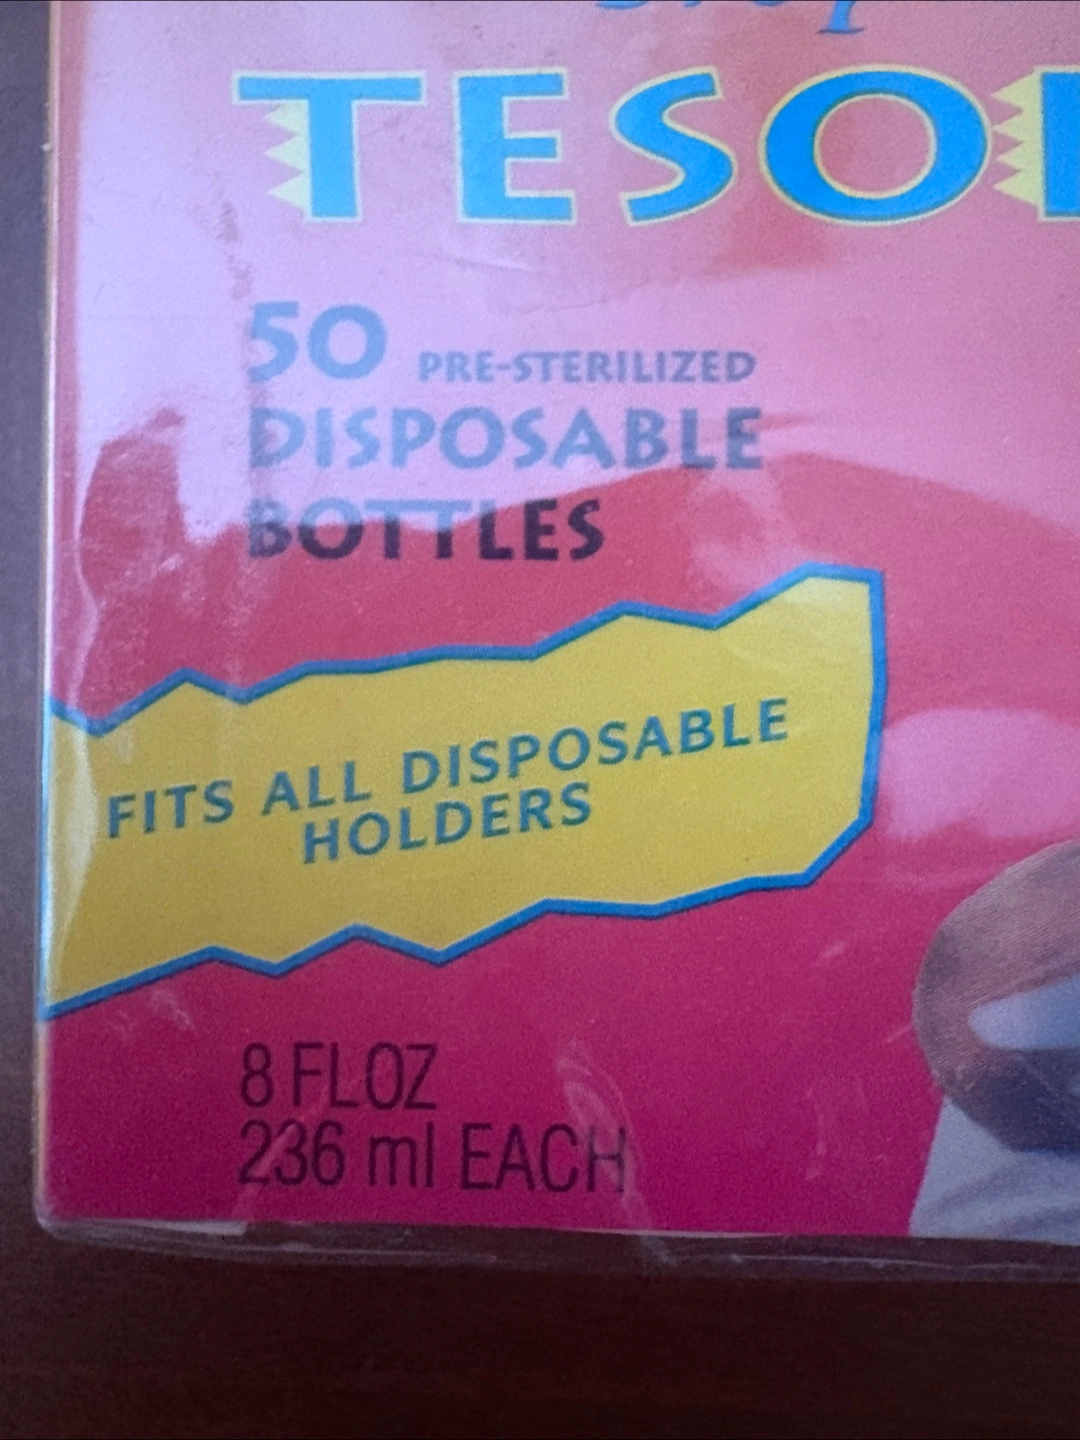 TESO
50 PRE-STERILIZED
DISPOSABLE
BOTTLES
FITS ALL DISPOSABLE
HOLDERS
8 FL OZ
236 ml EACH